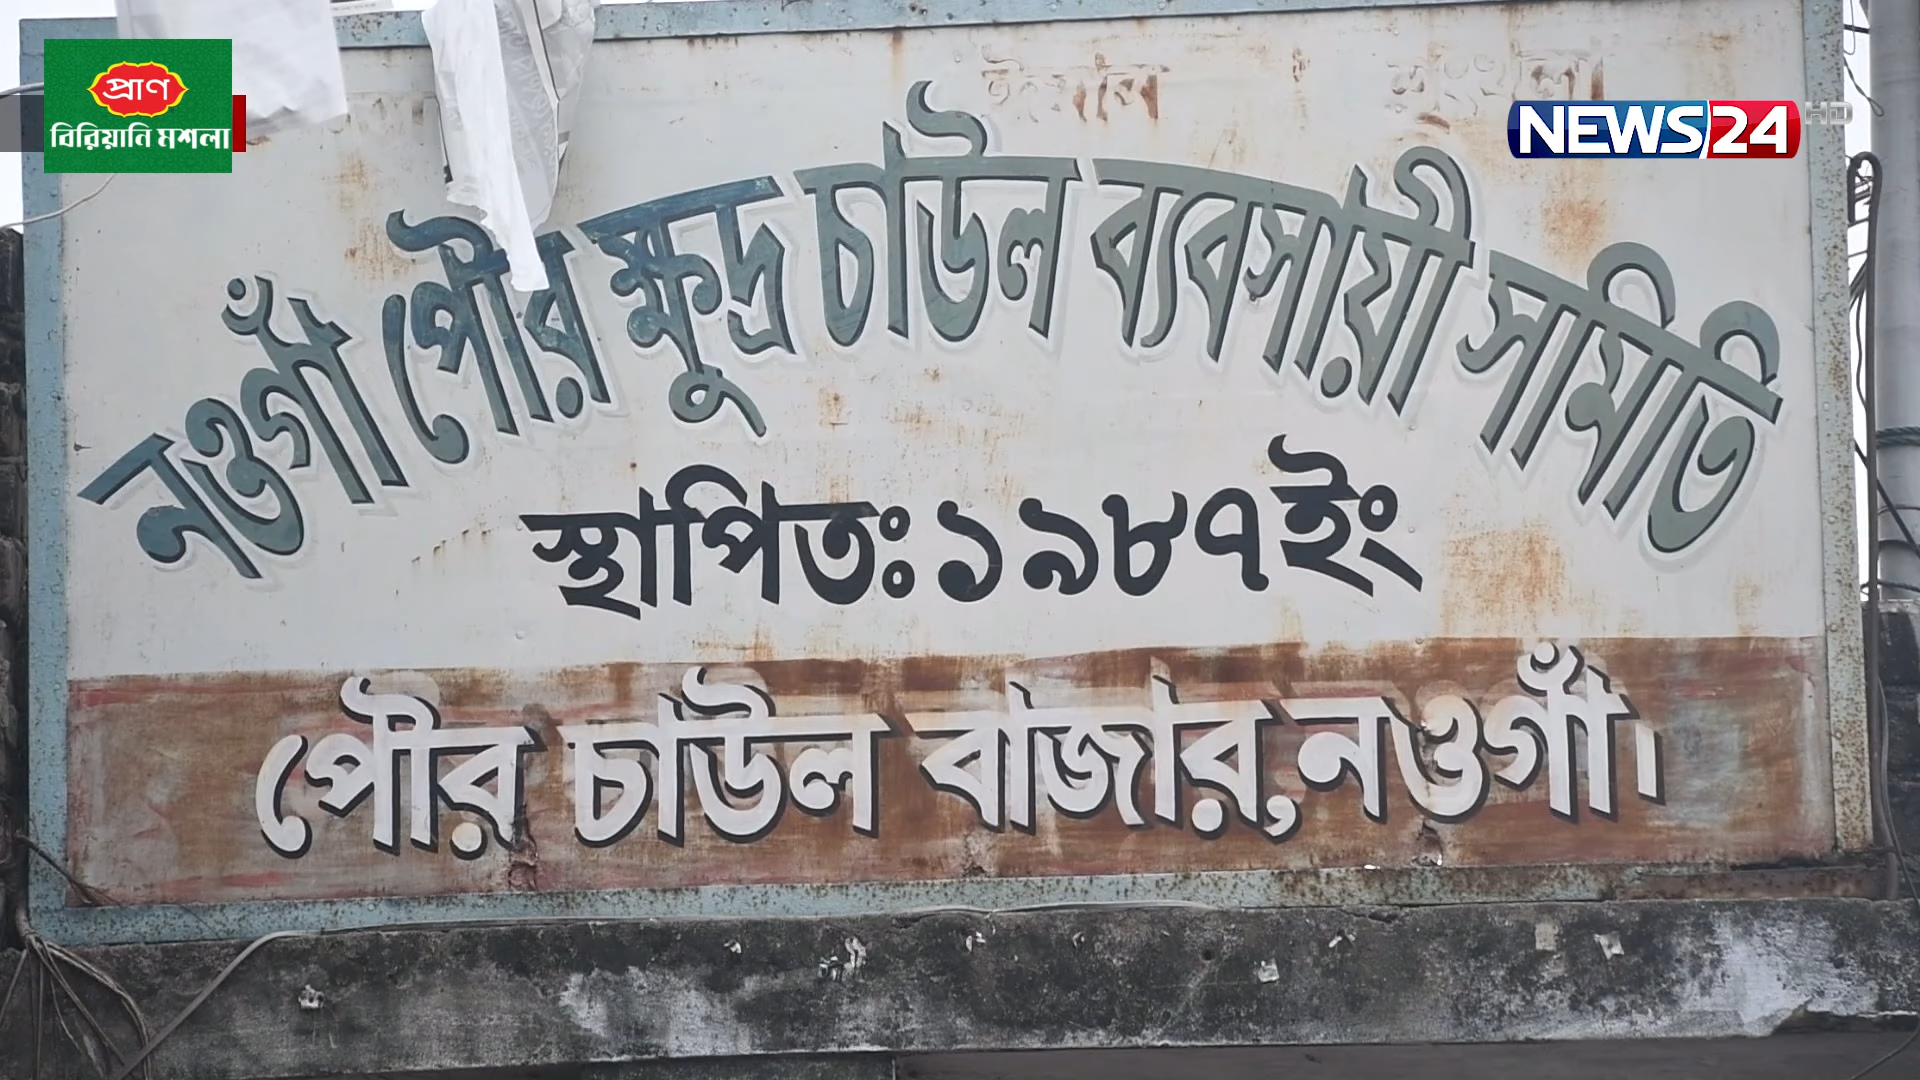 প্রাণ
বিরিয়ানি মশলা
NEWS24 HD
নওগাঁ পৌর ক্ষুদ্র চাউল ব্যবসায়ী সমিতি
স্থাপিতঃ১৯৮৭ইং
পৌর চাউল বাজার,নওগাঁ।